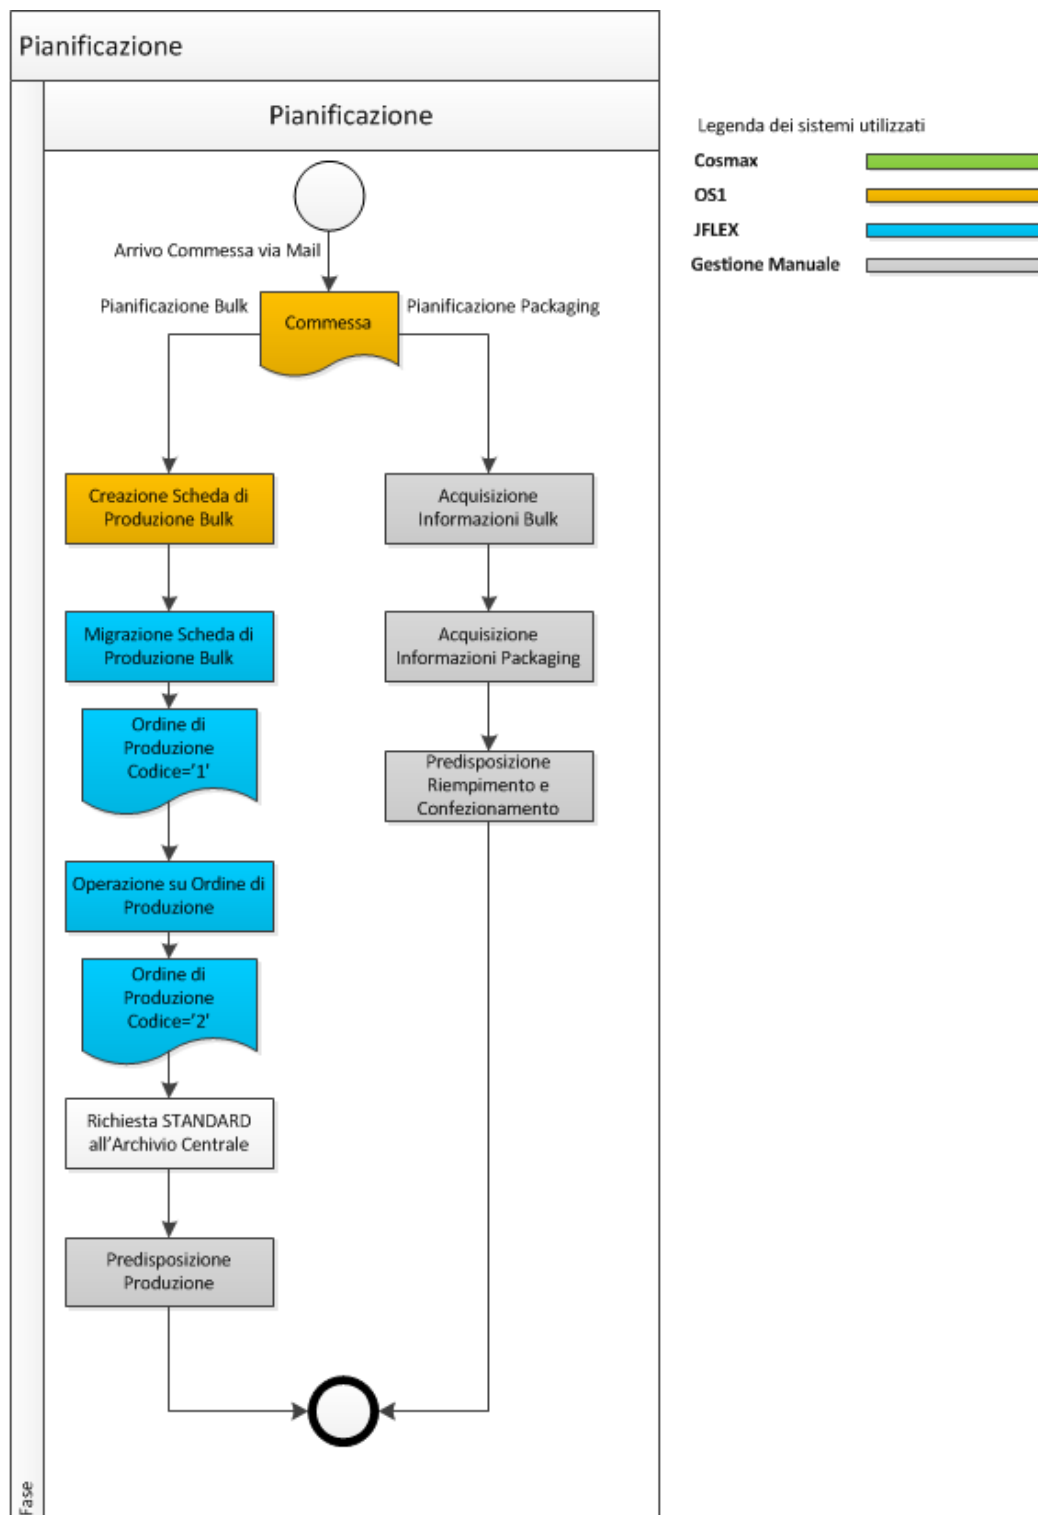 Pianificazione
Pianificazione
Legenda dei sistemi utilizzati
Cosmax
OS1
JFLEX
Gestione Manuale
Arrivo Commessa via Mail
Pianificazione Bulk
Commessa
Pianificazione Packaging
Creazione Scheda di
Produzione Bulk
Migrazione Scheda di
Produzione Bulk
Ordine di
Produzione
Codice='1'
Operazione su Ordine di
Produzione
Ordine di
Produzione
Codice='2'
Richiesta STANDARD
all'Archivio Centrale
Predisposizione
Produzione
Acquisizione
Informazioni Bulk
Acquisizione
Informazioni Packaging
Predisposizione
Riempimento e
Confezionamento
Fase